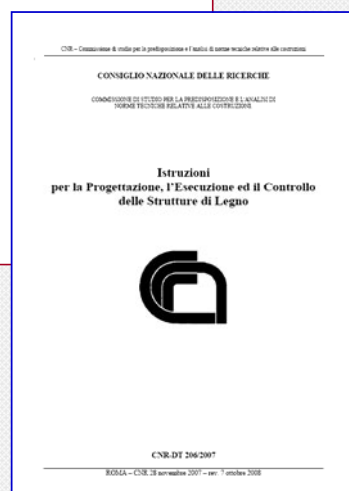 CNR – Commissione di studio per la predisposizione e l'analisi di norme tecniche relative alle costruzioni
CONSIGLIO NAZIONALE DELLE RICERCHE
COMMISSIONE DI STUDIO PER LA PREDISPOSIZIONE E L'ANALISI DI
NORME TECNICHE RELATIVE ALLE COSTRUZIONI
Istruzioni
per la Progettazione, l'Esecuzione ed il Controllo
delle Strutture di Legno
CNR-DT 206/2007
ROMA – CNR 28 novembre 2007 – rev. 7 ottobre 2008